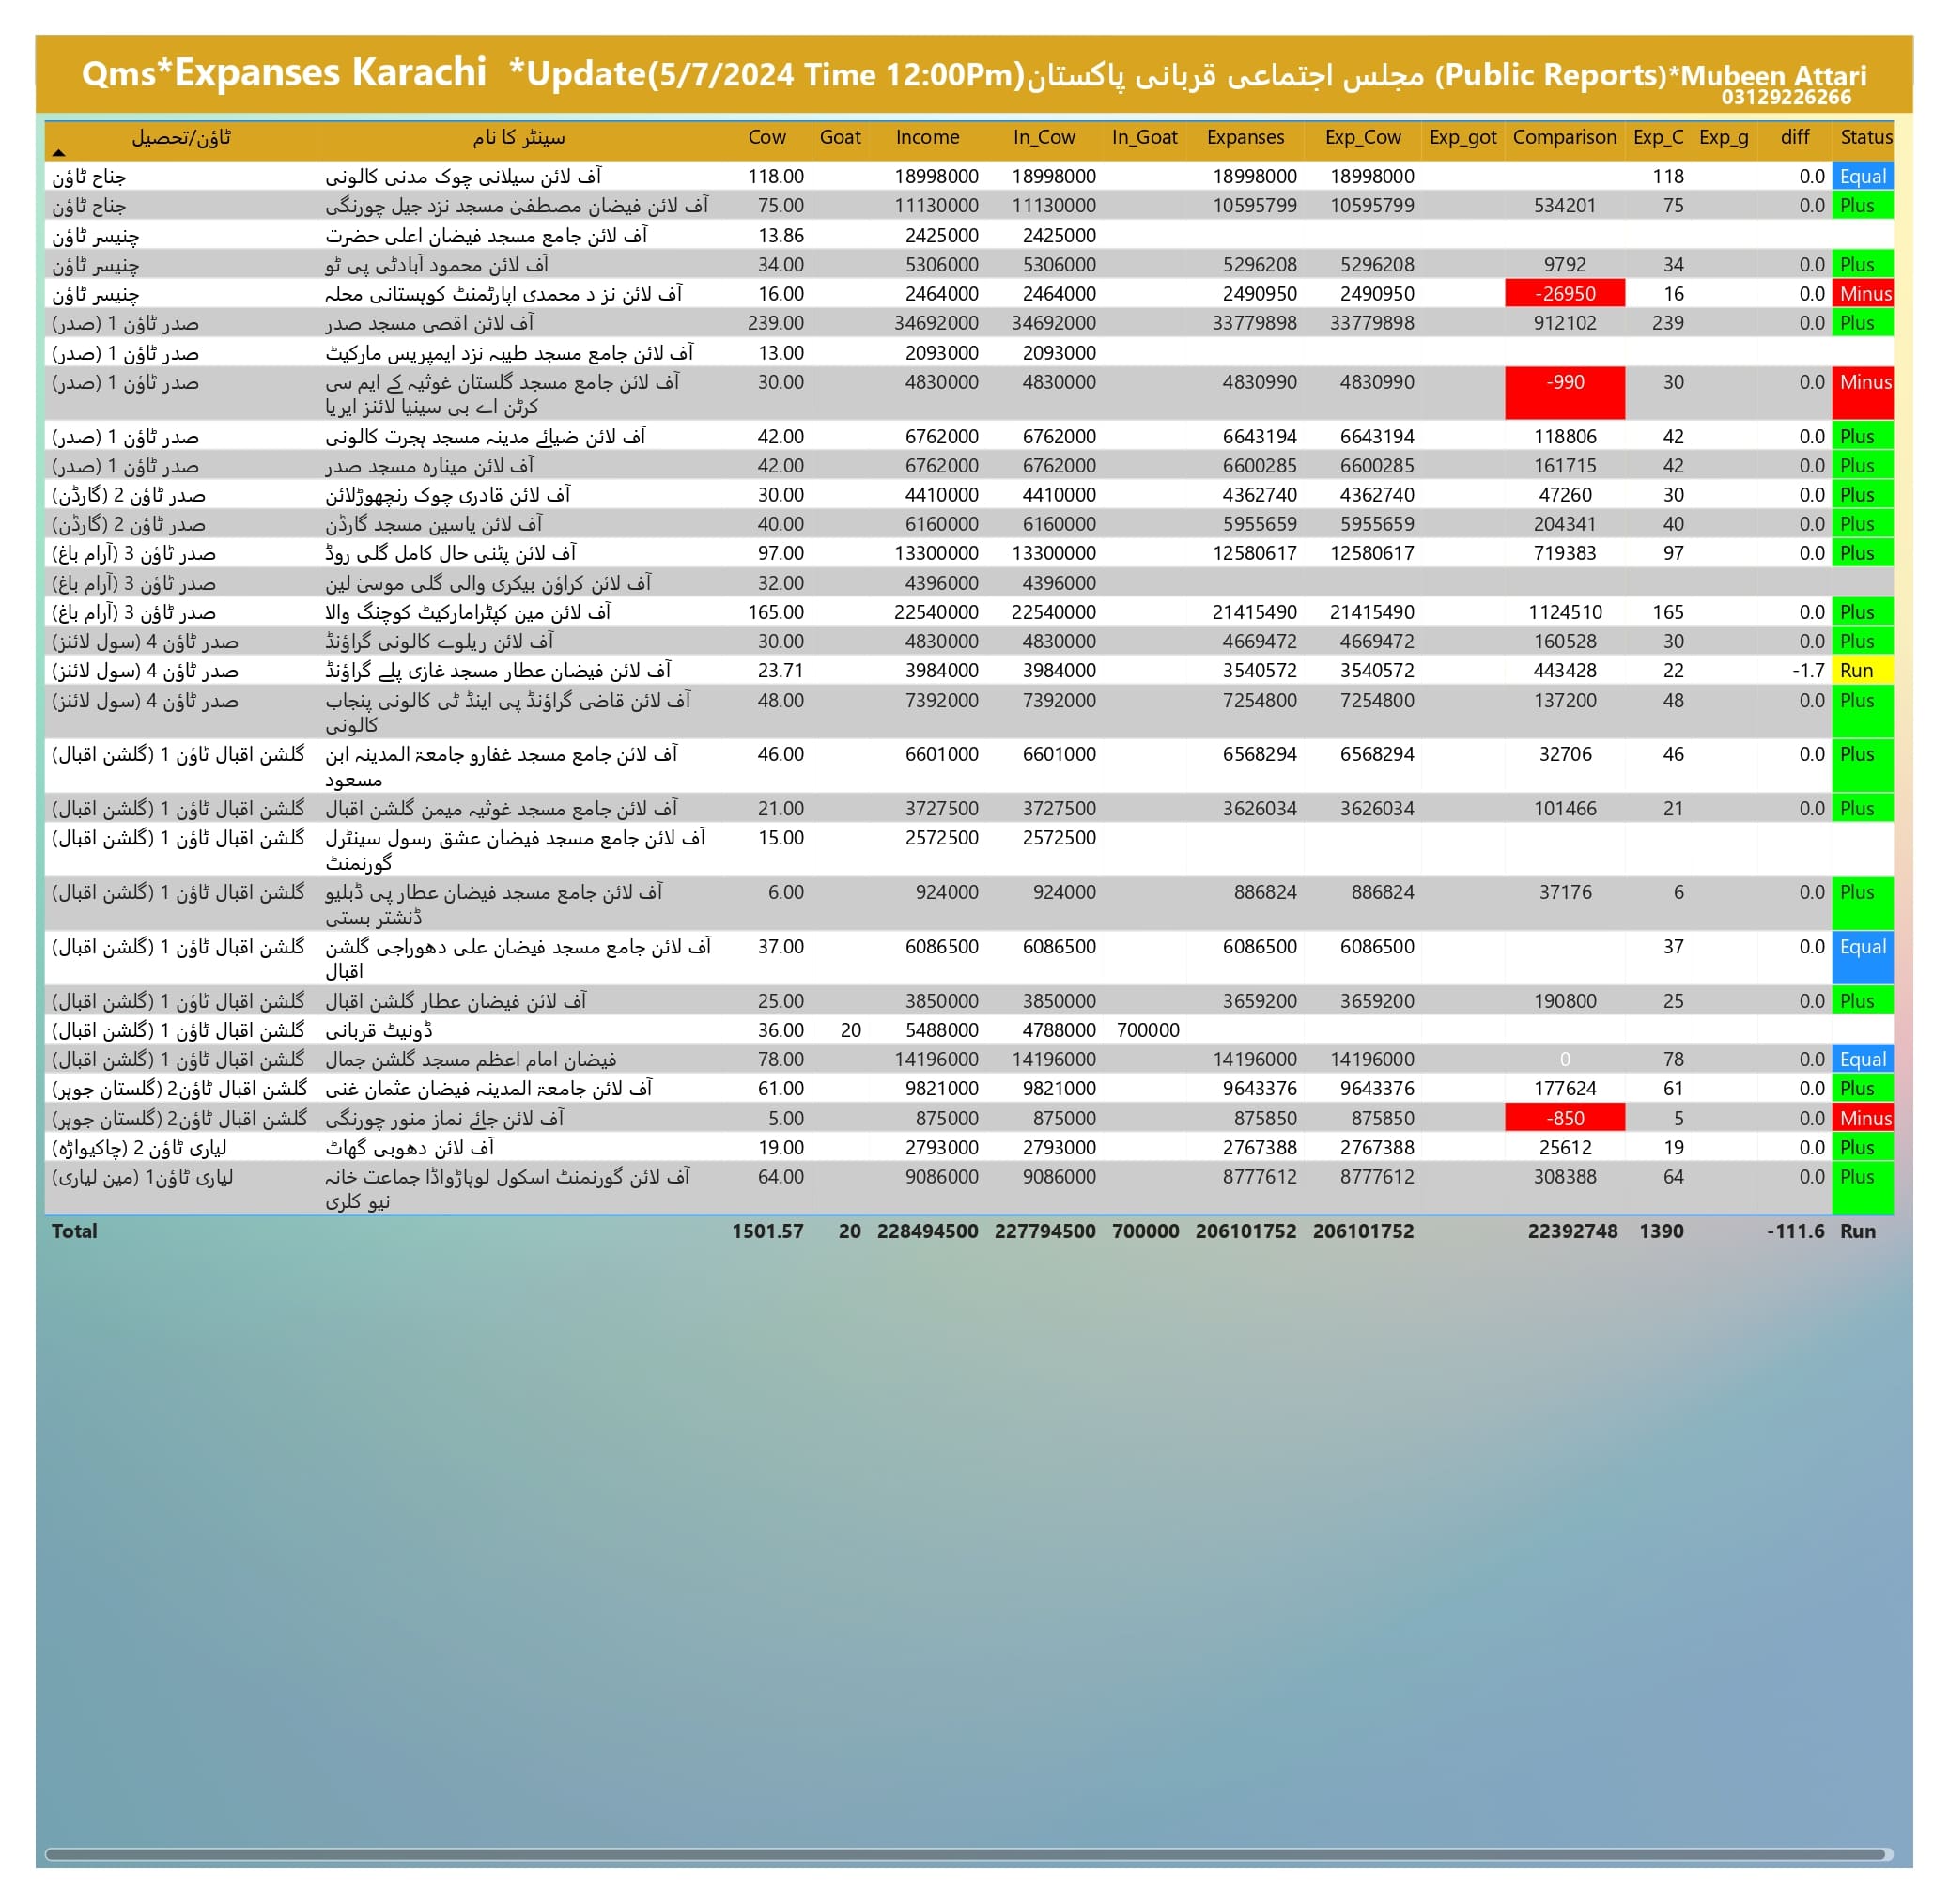 Qms*Expanses Karachi *Update(5/7/2024 Time 12:00Pm)مجلس اجتماعی قربانی پاکستان (Public Reports)*Mubeen Attari
03129226266
ٹاؤن/تحصیل سینٹر کا نام Cow Goat Income In_Cow In_Goat Expanses Exp_Cow Exp_got Comparison Exp_C Exp_g diff Status
جناح ٹاؤن آف لائن سیلانی چوک مدنی کالونی 118.00 18998000 18998000 18998000 18998000 118 0.0 Equal
جناح ٹاؤن آف لائن فیضان مصطفیٰ مسجد نزد جیل چورنگی 75.00 11130000 11130000 10595799 10595799 534201 75 0.0 Plus
چنیسر ٹاؤن آف لائن جامع مسجد فیضان اعلی حضرت 13.86 2425000 2425000
چنیسر ٹاؤن آف لائن محمود آبادٹی پی ٹو 34.00 5306000 5306000 5296208 5296208 9792 34 0.0 Plus
چنیسر ٹاؤن آف لائن نز د محمدی اپارٹمنٹ کوہستانی محلہ 16.00 2464000 2464000 2490950 2490950 -26950 16 0.0 Minus
صدر ٹاؤن 1 (صدر) آف لائن اقصی مسجد صدر 239.00 34692000 34692000 33779898 33779898 912102 239 0.0 Plus
صدر ٹاؤن 1 (صدر) آف لائن جامع مسجد طیبہ نزد ایمپریس مارکیٹ 13.00 2093000 2093000
صدر ٹاؤن 1 (صدر) آف لائن جامع مسجد گلستان غوثیہ کے ایم سی 30.00 4830000 4830000 4830990 4830990 -990 30 0.0 Minus
کرٹن اے بی سینیا لائنز ایریا
صدر ٹاؤن 1 (صدر) آف لائن ضیائے مدینہ مسجد ہجرت کالونی 42.00 6762000 6762000 6643194 6643194 118806 42 0.0 Plus
صدر ٹاؤن 1 (صدر) آف لائن مینارہ مسجد صدر 42.00 6762000 6762000 6600285 6600285 161715 42 0.0 Plus
صدر ٹاؤن 2 (گارڈن) آف لائن قادری چوک رنچھوڑلائن 30.00 4410000 4410000 4362740 4362740 47260 30 0.0 Plus
صدر ٹاؤن 2 (گارڈن) آف لائن یاسین مسجد گارڈن 40.00 6160000 6160000 5955659 5955659 204341 40 0.0 Plus
صدر ٹاؤن 3 (آرام باغ) آف لائن پٹنی حال کامل گلی روڈ 97.00 13300000 13300000 12580617 12580617 719383 97 0.0 Plus
صدر ٹاؤن 3 (آرام باغ) آف لائن کراؤن بیکری والی گلی موسیٰ لین 32.00 4396000 4396000
صدر ٹاؤن 3 (آرام باغ) آف لائن مین کپٹرامارکیٹ کوچنگ والا 165.00 22540000 22540000 21415490 21415490 1124510 165 0.0 Plus
صدر ٹاؤن 4 (سول لائنز) آف لائن ریلوے کالونی گراؤنڈ 30.00 4830000 4830000 4669472 4669472 160528 30 0.0 Plus
صدر ٹاؤن 4 (سول لائنز) آف لائن فیضان عطار مسجد غازی پلے گراؤنڈ 23.71 3984000 3984000 3540572 3540572 443428 22 -1.7 Run
صدر ٹاؤن 4 (سول لائنز) آف لائن قاضی گراؤنڈ پی اینڈ ٹی کالونی پنجاب 48.00 7392000 7392000 7254800 7254800 137200 48 0.0 Plus
کالونی
گلشن اقبال ٹاؤن 1 (گلشن اقبال) آف لائن جامع مسجد غفارو جامعۃ المدینہ ابن 46.00 6601000 6601000 6568294 6568294 32706 46 0.0 Plus
مسعود
گلشن اقبال ٹاؤن 1 (گلشن اقبال) آف لائن جامع مسجد غوثیہ میمن گلشن اقبال 21.00 3727500 3727500 3626034 3626034 101466 21 0.0 Plus
گلشن اقبال ٹاؤن 1 (گلشن اقبال) آف لائن جامع مسجد فیضان عشق رسول سینٹرل 15.00 2572500 2572500
گورنمنٹ
گلشن اقبال ٹاؤن 1 (گلشن اقبال) آف لائن جامع مسجد فیضان عطار پی ڈبلیو 6.00 924000 924000 886824 886824 37176 6 0.0 Plus
ڈنشتر بستی
گلشن اقبال ٹاؤن 1 (گلشن اقبال) آف لائن جامع مسجد فیضان علی دھوراجی گلشن 37.00 6086500 6086500 6086500 6086500 37 0.0 Equal
اقبال
گلشن اقبال ٹاؤن 1 (گلشن اقبال) آف لائن فیضان عطار گلشن اقبال 25.00 3850000 3850000 3659200 3659200 190800 25 0.0 Plus
گلشن اقبال ٹاؤن 1 (گلشن اقبال) ڈونیٹ قربانی 36.00 20 5488000 4788000 700000
گلشن اقبال ٹاؤن 1 (گلشن اقبال) فیضان امام اعظم مسجد گلشن جمال 78.00 14196000 14196000 14196000 14196000 0 78 0.0 Equal
گلشن اقبال ٹاؤن2 (گلستان جوہر) آف لائن جامعۃ المدینہ فیضان عثمان غنی 61.00 9821000 9821000 9643376 9643376 177624 61 0.0 Plus
گلشن اقبال ٹاؤن2 (گلستان جوہر) آف لائن جائے نماز منور چورنگی 5.00 875000 875000 875850 875850 -850 5 0.0 Minus
لیاری ٹاؤن 2 (چاکیواڑہ) آف لائن دھوبی گھاٹ 19.00 2793000 2793000 2767388 2767388 25612 19 0.0 Plus
لیاری ٹاؤن1 (مین لیاری) آف لائن گورنمنٹ اسکول لوہاڑواڈا جماعت خانہ 64.00 9086000 9086000 8777612 8777612 308388 64 0.0 Plus
نیو کلری
Total 1501.57 20 228494500 227794500 700000 206101752 206101752 22392748 1390 -111.6 Run